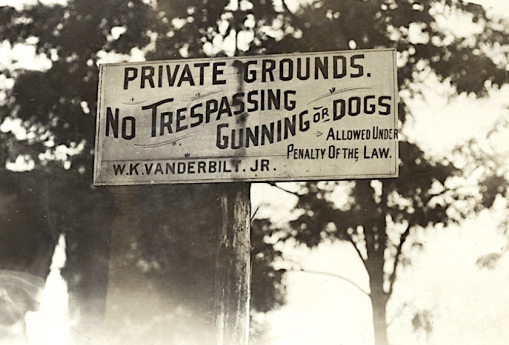 PRIVATE GROUNDS.
NO TRESPASSING
GUNNING OR DOGS
ALLOWED UNDER
PENALTY OF THE LAW.
W.K.VANDERBILT. JR.